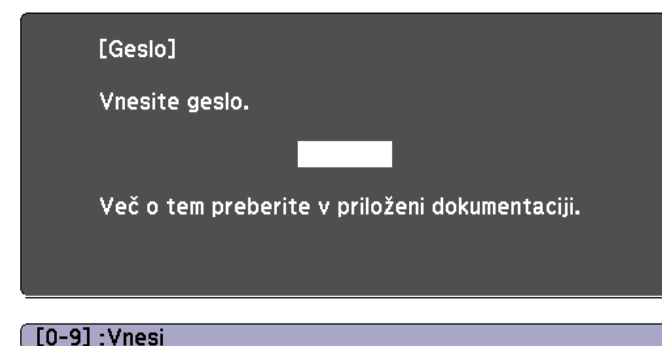 [Geslo]
Vnesite geslo.
Več o tem preberite v priloženi dokumentaciji.
[0-9] :Vnesi